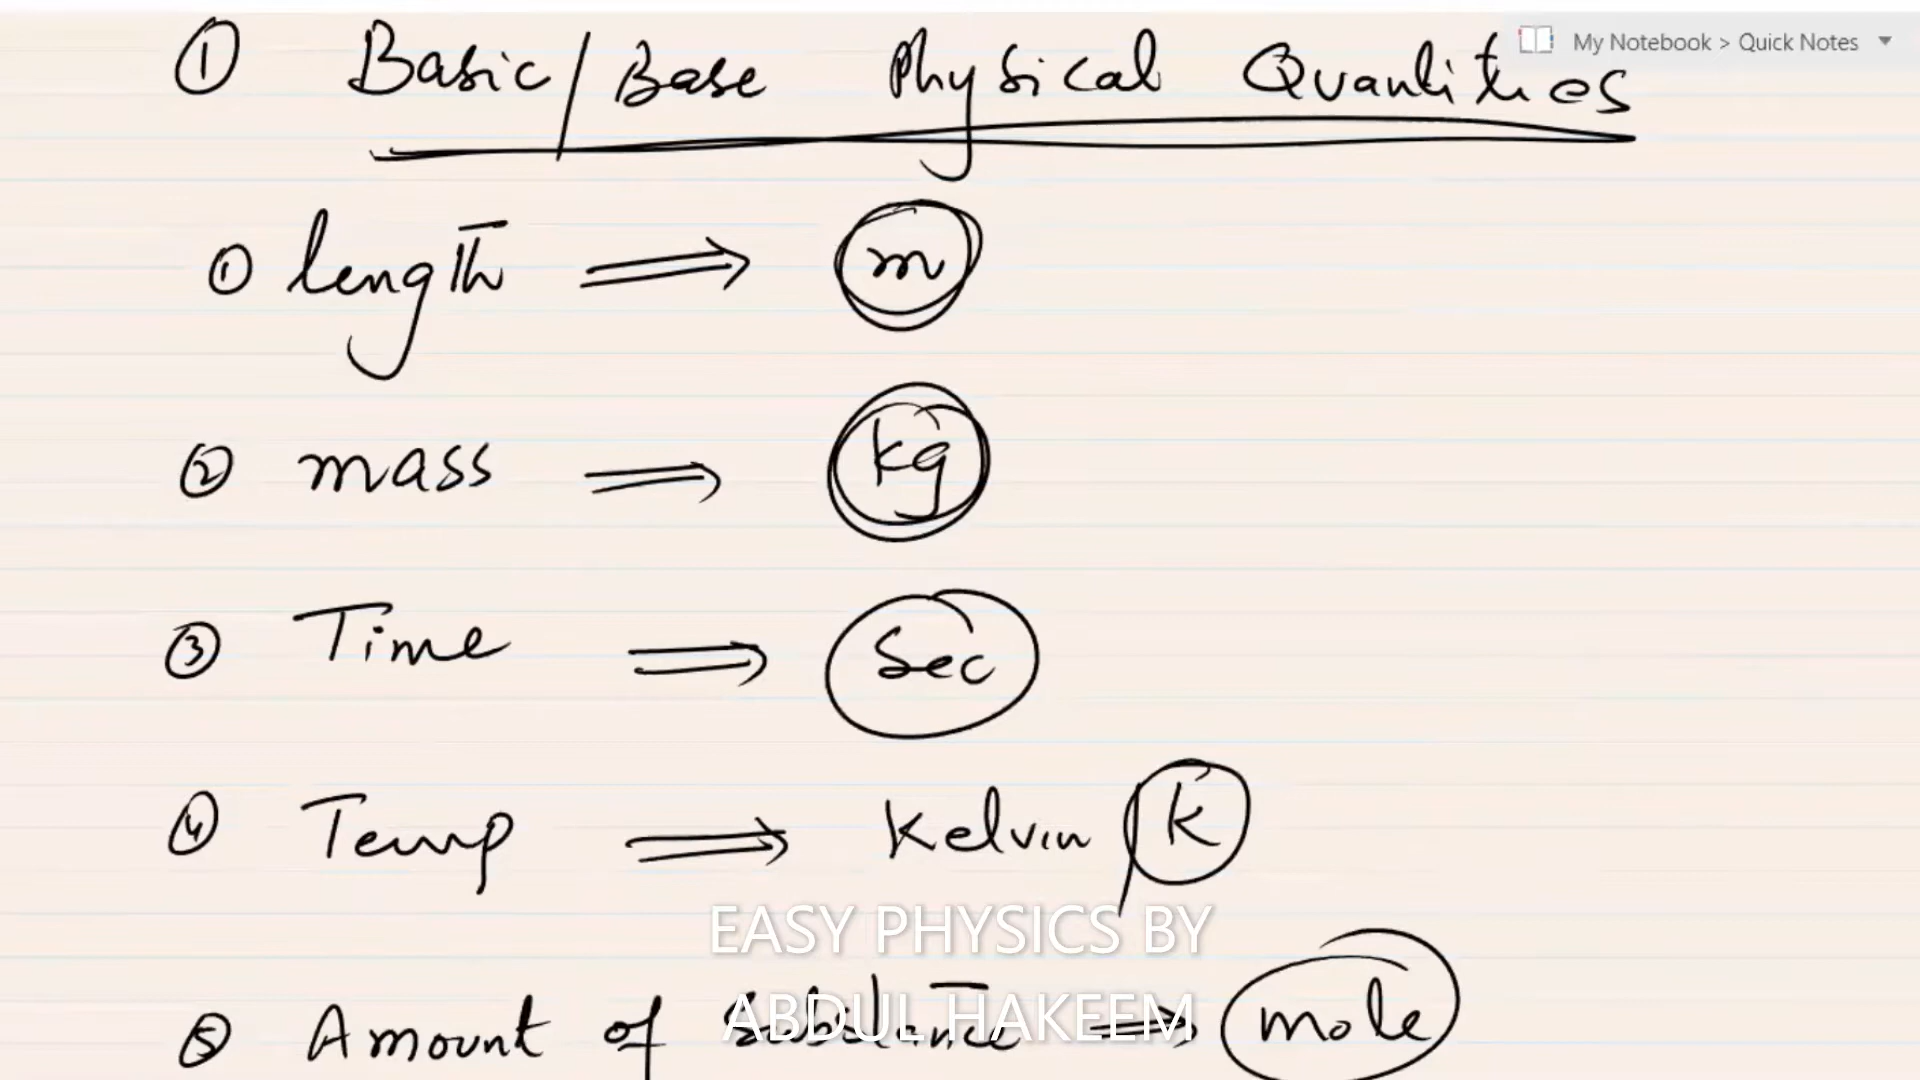 My Notebook > Quick Notes
① Basic/Base Physical Quantities
① length ⇒ m
② mass ⇒ kg
③ Time ⇒ Sec
④ Temp ⇒ Kelvin / K
⑤ Amount of substance ⇒ mole
EASY PHYSICS BY
ABDUL HAKEEM